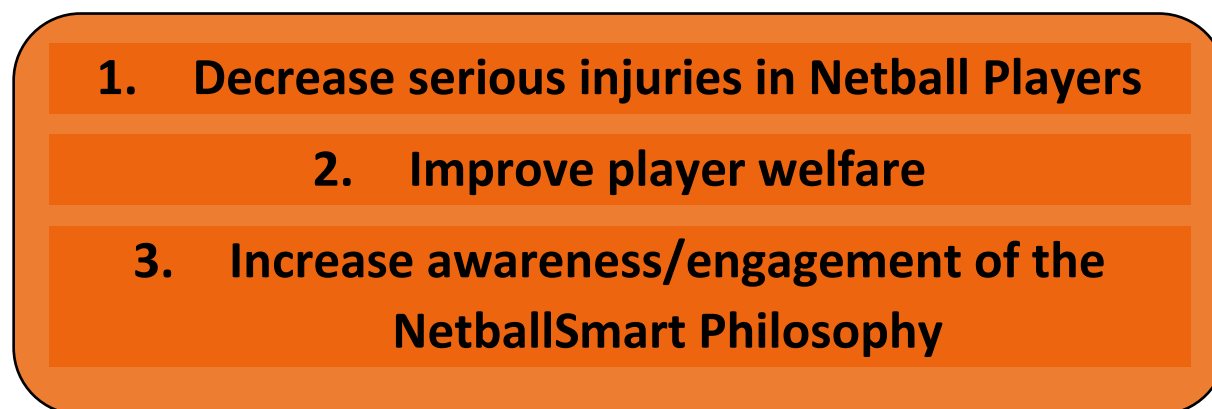 1. Decrease serious injuries in Netball Players
2. Improve player welfare
3. Increase awareness/engagement of the
NetballSmart Philosophy